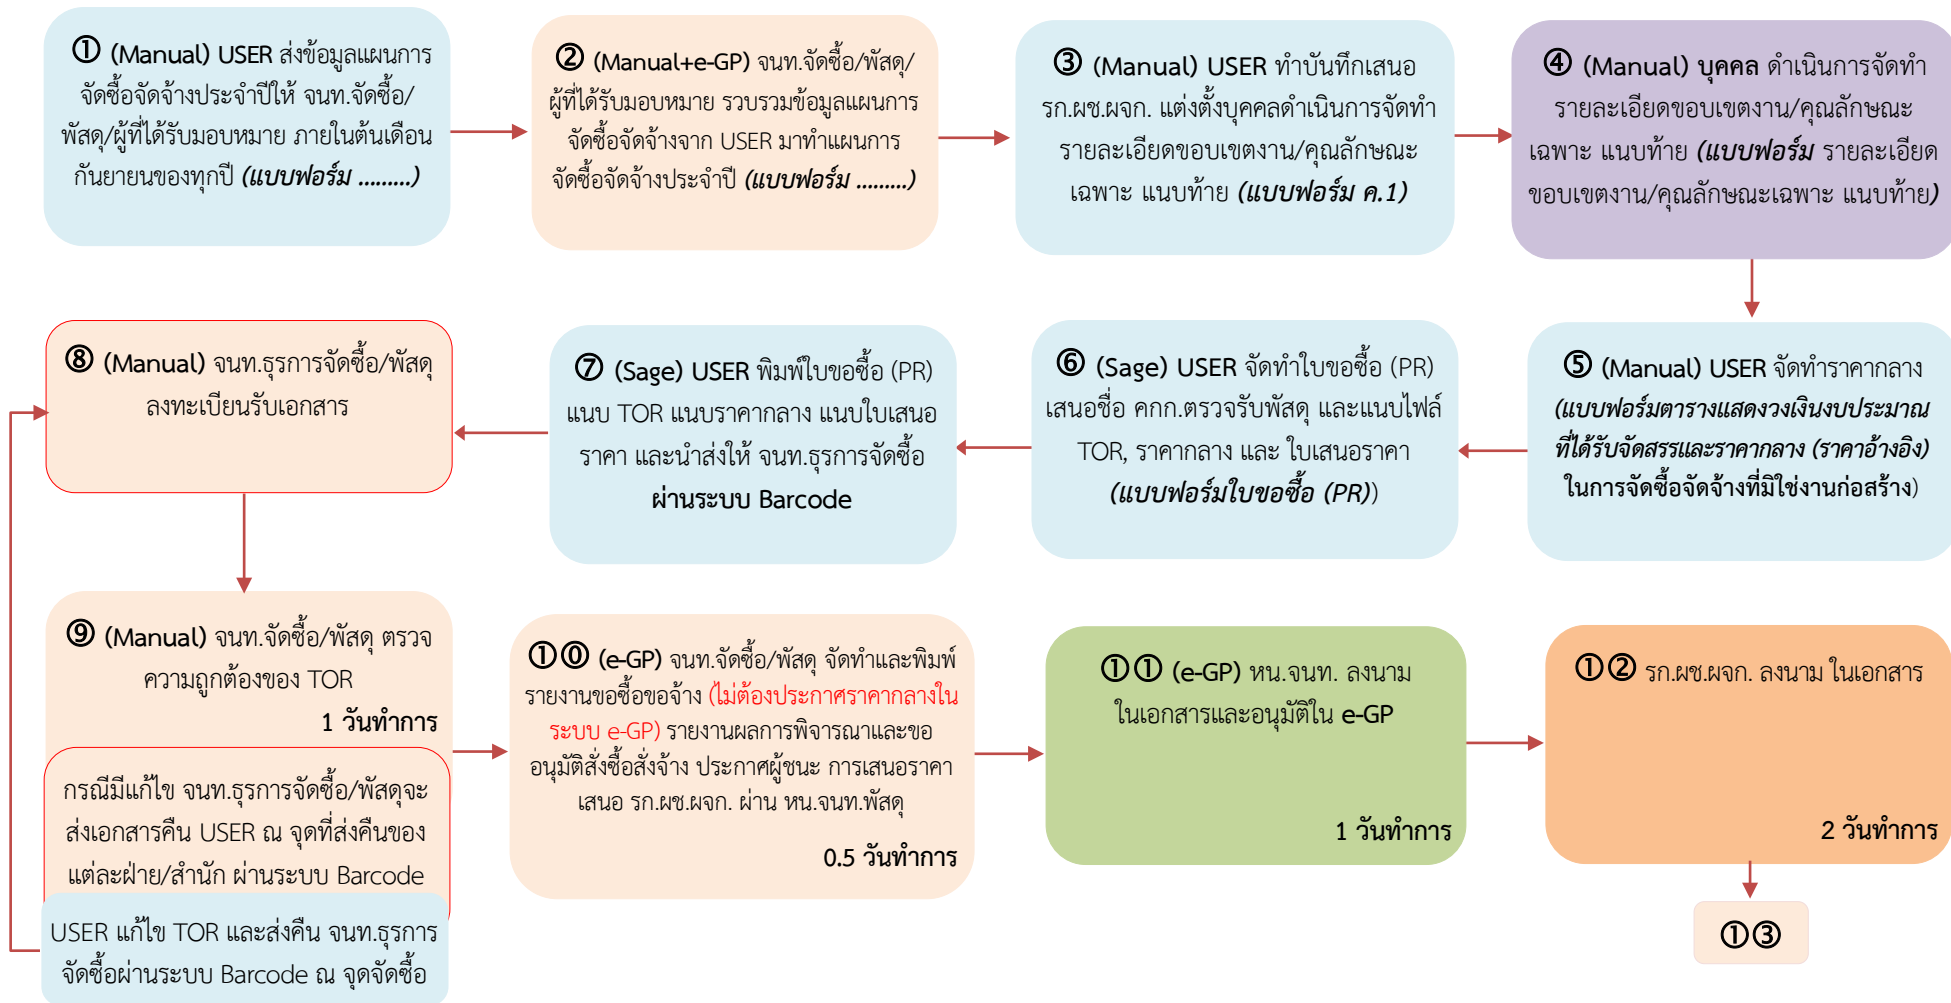 ① (Manual) USER ส่งข้อมูลแผนการ
จัดซื้อจัดจ้างประจำปีให้ จนท.จัดซื้อ/
พัสดุ/ผู้ที่ได้รับมอบหมาย ภายในต้นเดือน
กันยายนของทุกปี (แบบฟอร์ม .........)
② (Manual+e-GP) จนท.จัดซื้อ/พัสดุ/
ผู้ที่ได้รับมอบหมาย รวบรวมข้อมูลแผนการ
จัดซื้อจัดจ้างจาก USER มาทำแผนการ
จัดซื้อจัดจ้างประจำปี (แบบฟอร์ม .........)
③ (Manual) USER ทำบันทึกเสนอ
รก.ผช.ผจก. แต่งตั้งบุคคลดำเนินการจัดทำ
รายละเอียดขอบเขตงาน/คุณลักษณะ
เฉพาะ แนบท้าย (แบบฟอร์ม ค.1)
④ (Manual) บุคคล ดำเนินการจัดทำ
รายละเอียดขอบเขตงาน/คุณลักษณะ
เฉพาะ แนบท้าย (แบบฟอร์ม รายละเอียด
ขอบเขตงาน/คุณลักษณะเฉพาะ แนบท้าย)
⑤ (Manual) USER จัดทำราคากลาง
(แบบฟอร์มตารางแสดงวงเงินงบประมาณ
ที่ได้รับจัดสรรและราคากลาง (ราคาอ้างอิง)
ในการจัดซื้อจัดจ้างที่มิใช่งานก่อสร้าง)
⑥ (Sage) USER จัดทำใบขอซื้อ (PR)
เสนอชื่อ คกก.ตรวจรับพัสดุ และแนบไฟล์
TOR, ราคากลาง และ ใบเสนอราคา
(แบบฟอร์มใบขอซื้อ (PR))
⑦ (Sage) USER พิมพ์ใบขอซื้อ (PR)
แนบ TOR แนบราคากลาง แนบใบเสนอ
ราคา และนำส่งให้ จนท.ธุรการจัดซื้อ
ผ่านระบบ Barcode
⑧ (Manual) จนท.ธุรการจัดซื้อ/พัสดุ
ลงทะเบียนรับเอกสาร
⑨ (Manual) จนท.จัดซื้อ/พัสดุ ตรวจ
ความถูกต้องของ TOR
1 วันทำการ
กรณีมีแก้ไข จนท.ธุรการจัดซื้อ/พัสดุจะ
ส่งเอกสารคืน USER ณ จุดที่ส่งคืนของ
แต่ละฝ่าย/สำนัก ผ่านระบบ Barcode
USER แก้ไข TOR และส่งคืน จนท.ธุรการ
จัดซื้อผ่านระบบ Barcode ณ จุดจัดซื้อ
①⓪ (e-GP) จนท.จัดซื้อ/พัสดุ จัดทำและพิมพ์
รายงานขอซื้อขอจ้าง (ไม่ต้องประกาศราคากลางใน
ระบบ e-GP) รายงานผลการพิจารณาและขอ
อนุมัติสั่งซื้อสั่งจ้าง ประกาศผู้ชนะ การเสนอราคา
เสนอ รก.ผช.ผจก. ผ่าน หน.จนท.พัสดุ
0.5 วันทำการ
①① (e-GP) หน.จนท. ลงนาม
ในเอกสารและอนุมัติใน e-GP
1 วันทำการ
①② รก.ผช.ผจก. ลงนาม ในเอกสาร
2 วันทำการ
①③